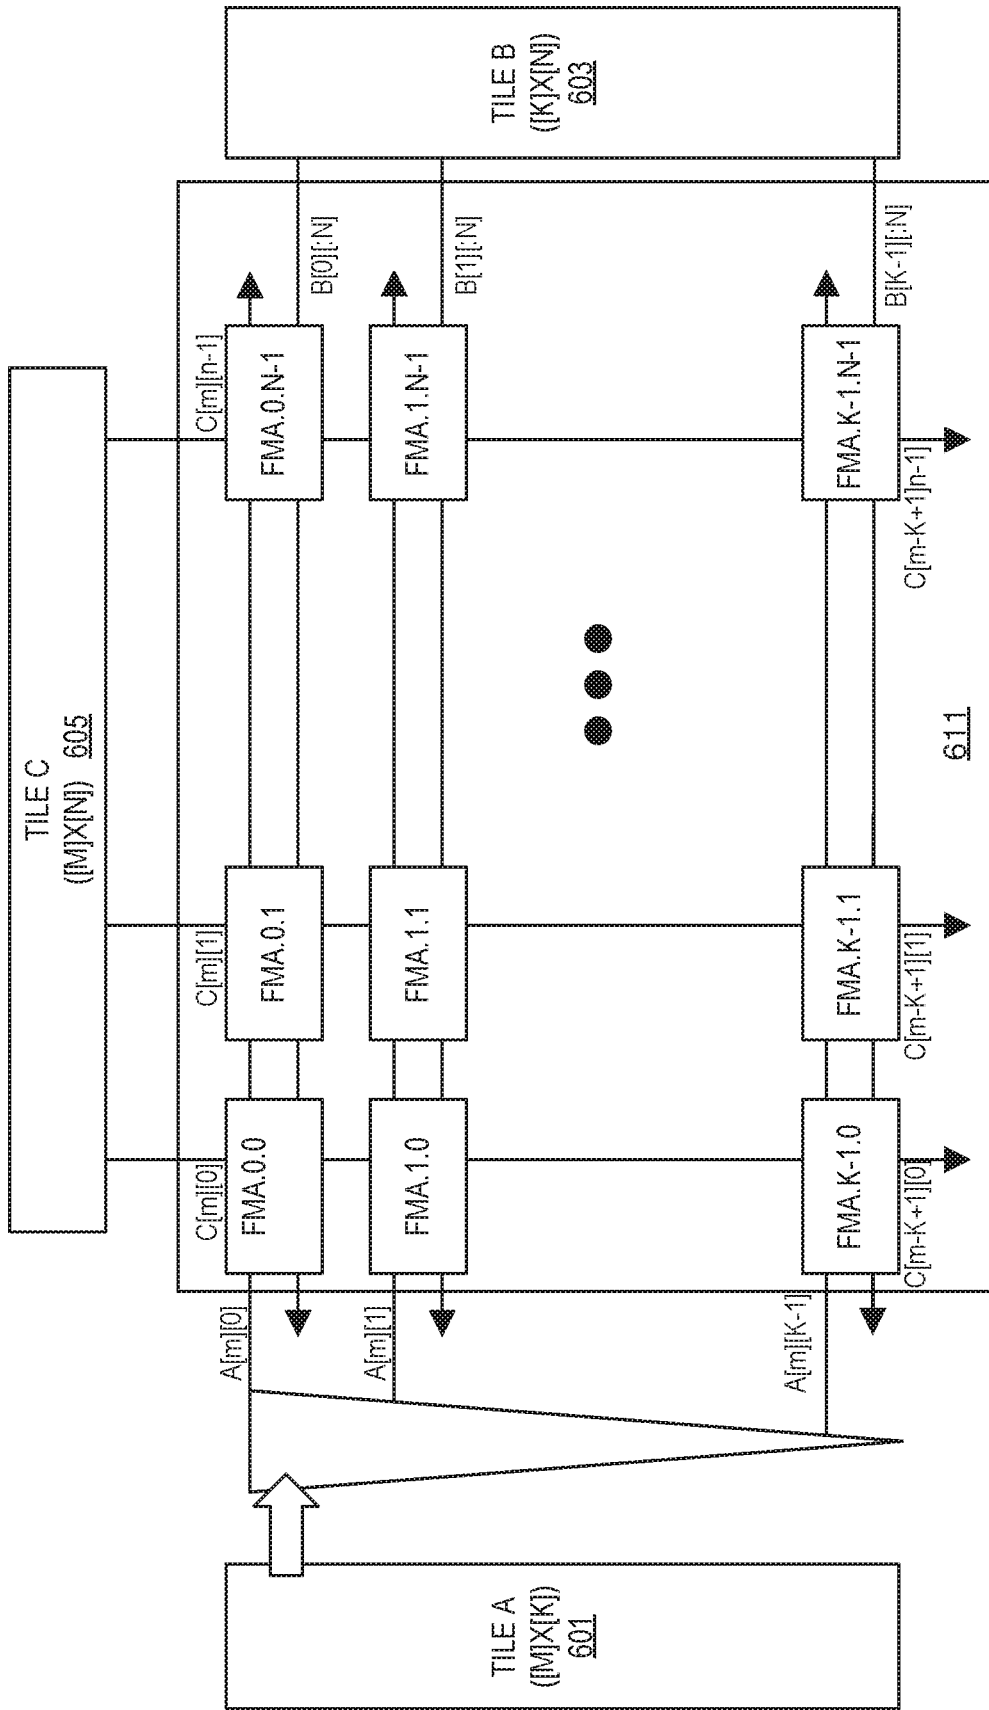 TILE C
([M]X[N]) 605
TILE A
([M]X[K])
601
TILE B
([K]X[N])
603
C[m][0]
C[m][1]
C[m][n-1]
A[m][0]
FMA.0.0
FMA.0.1
FMA.0.N-1
B[0][:N]
A[m][1]
FMA.1.0
FMA.1.1
FMA.1.N-1
B[1][:N]
A[m][K-1]
FMA.K-1.0
FMA.K-1.1
FMA.K-1.N-1
B[K-1][:N]
C[m-K+1][0]
C[m-K+1][1]
C[m-K+1]n-1]
611